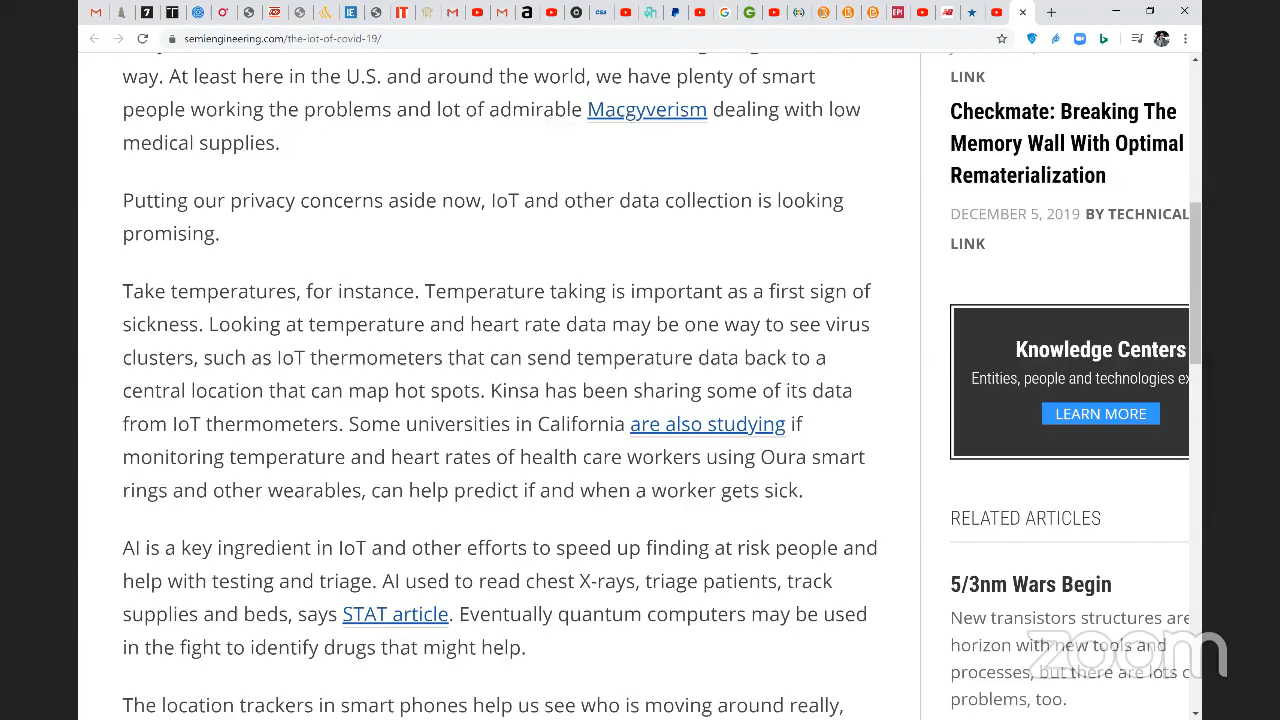 semiengineering.com/the-iot-of-covid-19/
way. At least here in the U.S. and around the world, we have plenty of smart
people working the problems and lot of admirable Macgyverism dealing with low
medical supplies.
Putting our privacy concerns aside now, IoT and other data collection is looking
promising.
Take temperatures, for instance. Temperature taking is important as a first sign of
sickness. Looking at temperature and heart rate data may be one way to see virus
clusters, such as IoT thermometers that can send temperature data back to a
central location that can map hot spots. Kinsa has been sharing some of its data
from IoT thermometers. Some universities in California are also studying if
monitoring temperature and heart rates of health care workers using Oura smart
rings and other wearables, can help predict if and when a worker gets sick.
AI is a key ingredient in IoT and other efforts to speed up finding at risk people and
help with testing and triage. AI used to read chest X-rays, triage patients, track
supplies and beds, says STAT article. Eventually quantum computers may be used
in the fight to identify drugs that might help.
The location trackers in smart phones help us see who is moving around really,
LINK
Checkmate: Breaking The
Memory Wall With Optimal
Rematerialization
DECEMBER 5, 2019 BY TECHNICAL
LINK
Knowledge Centers
Entities, people and technologies ex
LEARN MORE
RELATED ARTICLES
5/3nm Wars Begin
New transistors structures are
horizon with new tools and
processes, but there are lots
problems, too.
zoom